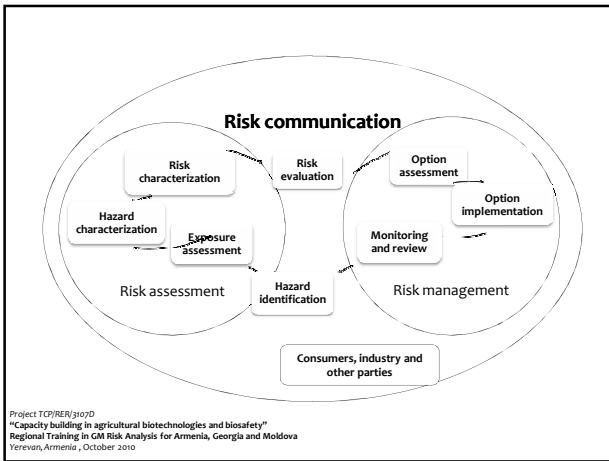 Risk communication
Risk
characterization
Risk
evaluation
Option
assessment
Option
implementation
Hazard
characterization
Exposure
assessment
Monitoring
and review
Risk assessment
Hazard
identification
Risk management
Consumers, industry and
other parties
Project TCP/RER/3107D
“Capacity building in agricultural biotechnologies and biosafety”
Regional Training in GM Risk Analysis for Armenia, Georgia and Moldova
Yerevan, Armenia , October 2010